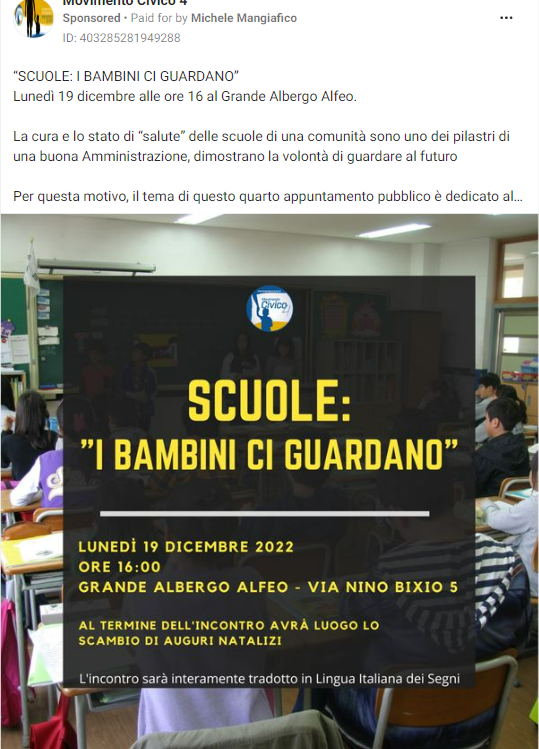 Movimento Civico 4
Sponsored • Paid for by Michele Mangiafico
ID: 403285281949288
“SCUOLE: I BAMBINI CI GUARDANO”
Lunedì 19 dicembre alle ore 16 al Grande Albergo Alfeo.
La cura e lo stato di “salute” delle scuole di una comunità sono uno dei pilastri di
una buona Amministrazione, dimostrano la volontà di guardare al futuro
Per questa motivo, il tema di questo quarto appuntamento pubblico è dedicato al...
Civico
SCUOLE:
”I BAMBINI CI GUARDANO”
LUNEDÌ 19 DICEMBRE 2022
ORE 16:00
GRANDE ALBERGO ALFEO - VIA NINO BIXIO 5
AL TERMINE DELL'INCONTRO AVRÀ LUOGO LO
SCAMBIO DI AUGURI NATALIZI
L'incontro sarà interamente tradotto in Lingua Italiana dei Segni